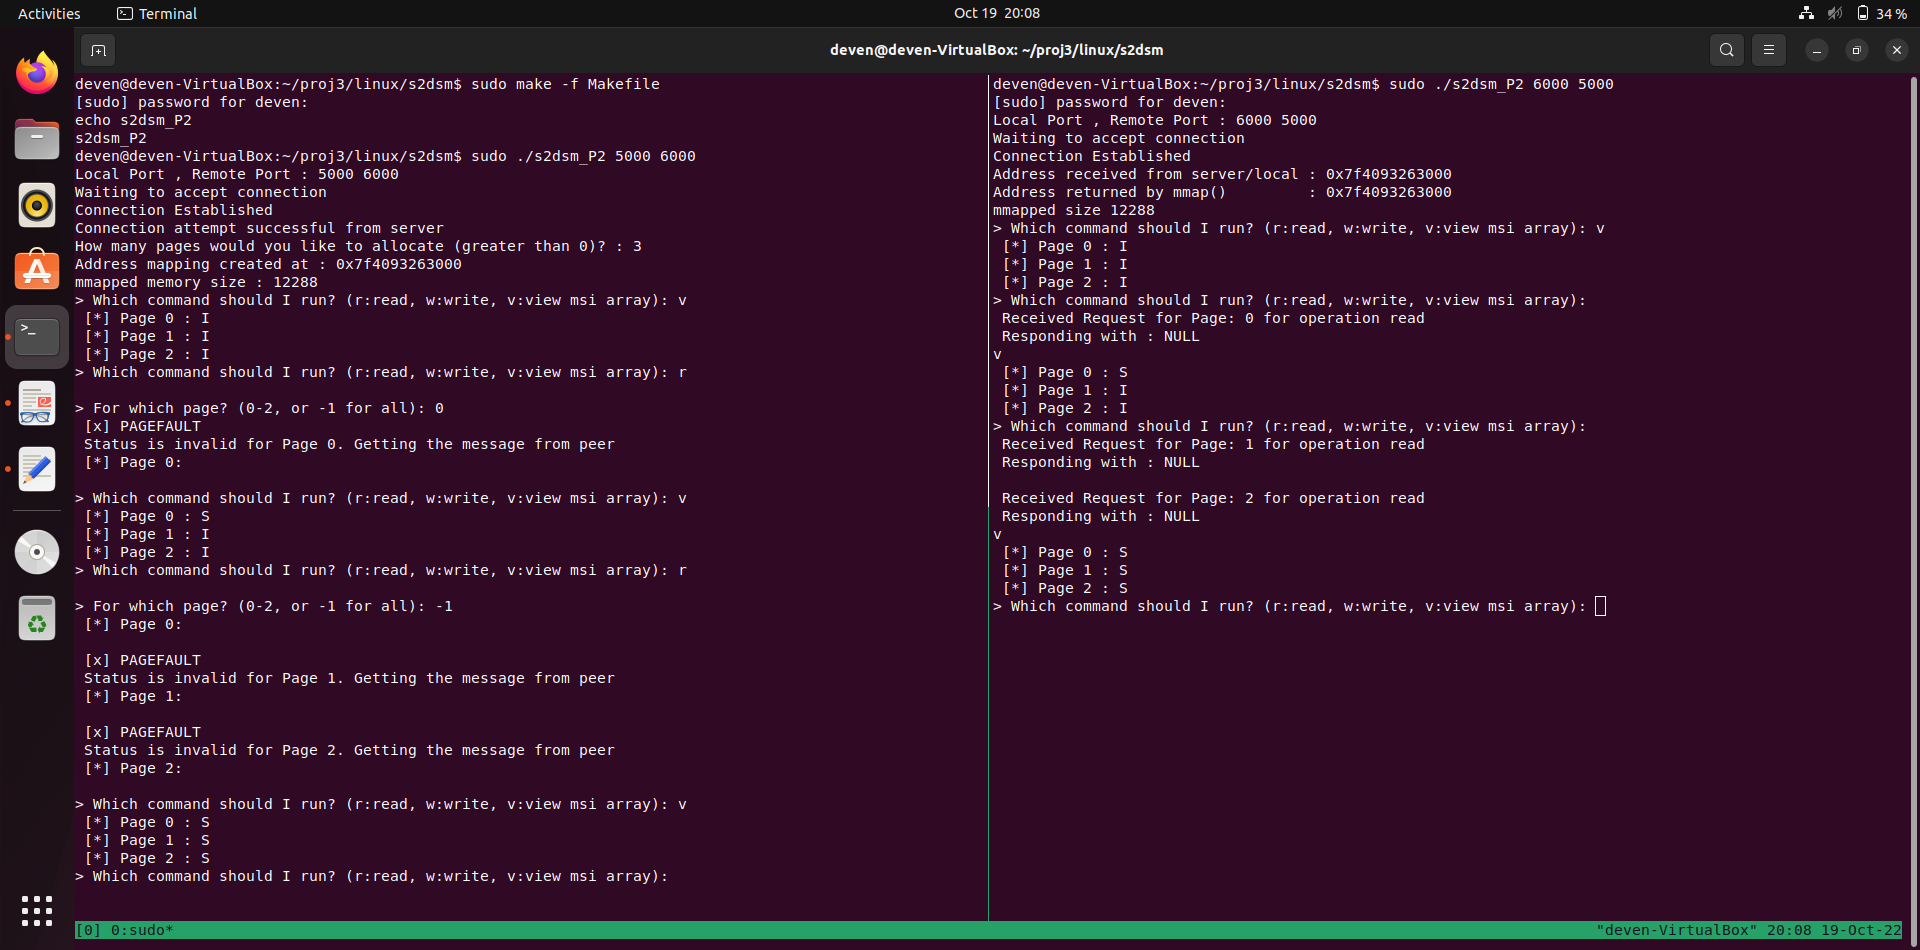 Activities
Terminal
Oct 19 20:08
34 %
deven@deven-VirtualBox: ~/proj3/linux/s2dsm
deven@deven-VirtualBox:~/proj3/linux/s2dsm$ sudo make -f Makefile
[sudo] password for deven:
echo s2dsm_P2
s2dsm_P2
deven@deven-VirtualBox:~/proj3/linux/s2dsm$ sudo ./s2dsm_P2 5000 6000
Local Port , Remote Port : 5000 6000
Waiting to accept connection
Connection Established
Connection attempt successful from server
How many pages would you like to allocate (greater than 0)? : 3
Address mapping created at : 0x7f4093263000
mmapped memory size : 12288
> Which command should I run? (r:read, w:write, v:view msi array): v
[*] Page 0 : I
[*] Page 1 : I
[*] Page 2 : I
> Which command should I run? (r:read, w:write, v:view msi array): r
> For which page? (0-2, or -1 for all): 0
[x] PAGEFAULT
Status is invalid for Page 0. Getting the message from peer
[*] Page 0:
> Which command should I run? (r:read, w:write, v:view msi array): v
[*] Page 0 : S
[*] Page 1 : I
[*] Page 2 : I
> Which command should I run? (r:read, w:write, v:view msi array): r
> For which page? (0-2, or -1 for all): -1
[*] Page 0:
[x] PAGEFAULT
Status is invalid for Page 1. Getting the message from peer
[*] Page 1:
[x] PAGEFAULT
Status is invalid for Page 2. Getting the message from peer
[*] Page 2:
> Which command should I run? (r:read, w:write, v:view msi array): v
[*] Page 0 : S
[*] Page 1 : S
[*] Page 2 : S
> Which command should I run? (r:read, w:write, v:view msi array):
deven@deven-VirtualBox:~/proj3/linux/s2dsm$ sudo ./s2dsm_P2 6000 5000
[sudo] password for deven:
Local Port , Remote Port : 6000 5000
Waiting to accept connection
Connection Established
Address received from server/local : 0x7f4093263000
Address returned by mmap()         : 0x7f4093263000
mmapped size 12288
> Which command should I run? (r:read, w:write, v:view msi array): v
[*] Page 0 : I
[*] Page 1 : I
[*] Page 2 : I
> Which command should I run? (r:read, w:write, v:view msi array):
Received Request for Page: 0 for operation read
Responding with : NULL
v
[*] Page 0 : S
[*] Page 1 : I
[*] Page 2 : I
> Which command should I run? (r:read, w:write, v:view msi array):
Received Request for Page: 1 for operation read
Responding with : NULL
Received Request for Page: 2 for operation read
Responding with : NULL
v
[*] Page 0 : S
[*] Page 1 : S
[*] Page 2 : S
> Which command should I run? (r:read, w:write, v:view msi array):
[0] 0:sudo*
"deven-VirtualBox" 20:08 19-Oct-22